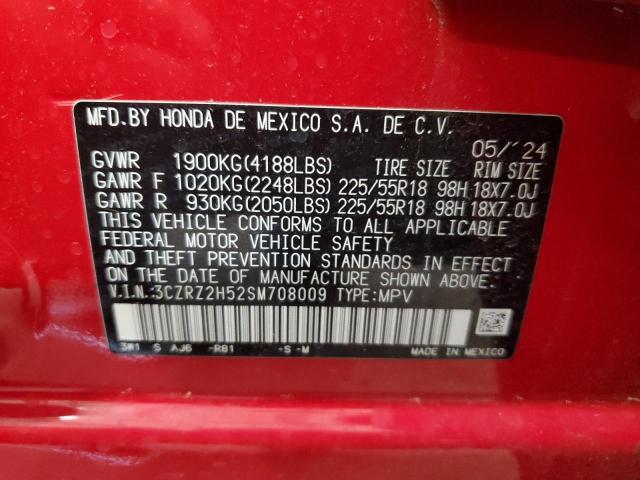 MFD.BY HONDA DE MEXICO S.A. DE C.V.
05/'24
GVWR 1900KG(4188LBS) TIRE SIZE RIM SIZE
GAWR F 1020KG(2248LBS) 225/55R18 98H 18X7.0J
GAWR R 930KG(2050LBS) 225/55R18 98H 18X7.0J
THIS VEHICLE CONFORMS TO ALL APPLICABLE
FEDERAL MOTOR VEHICLE SAFETY
AND THEFT PREVENTION STANDARDS IN EFFECT
ON THE DATE OF MANUFACTURE SHOWN ABOVE.
V.I.N.:3CZRZ2H52SM708009 TYPE:MPV
3W1 S AJ6 -RB1 -S -M MADE IN MEXICO